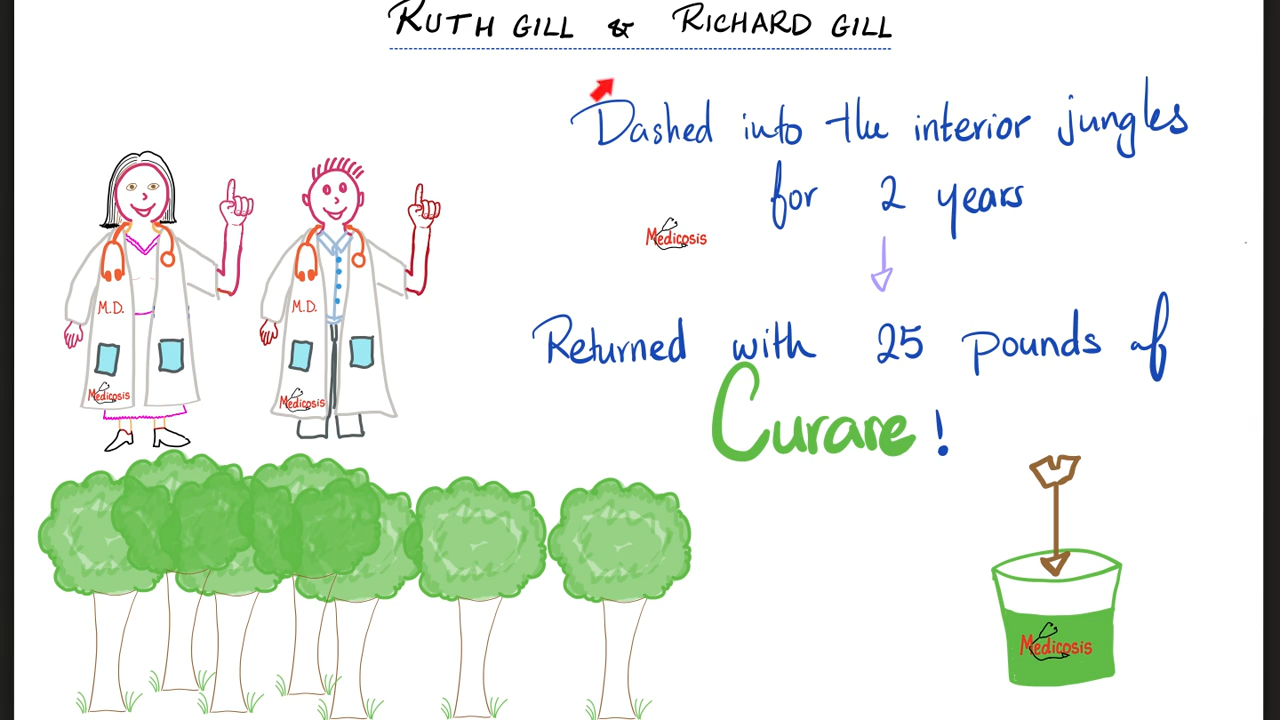 RUTH GILL & RICHARD GILL
Dashed into the interior jungles
for 2 years
Medicosis
Returned with 25 pounds of
Curare!
M.D.
M.D.
Medicosis
Medicosis
Medicosis